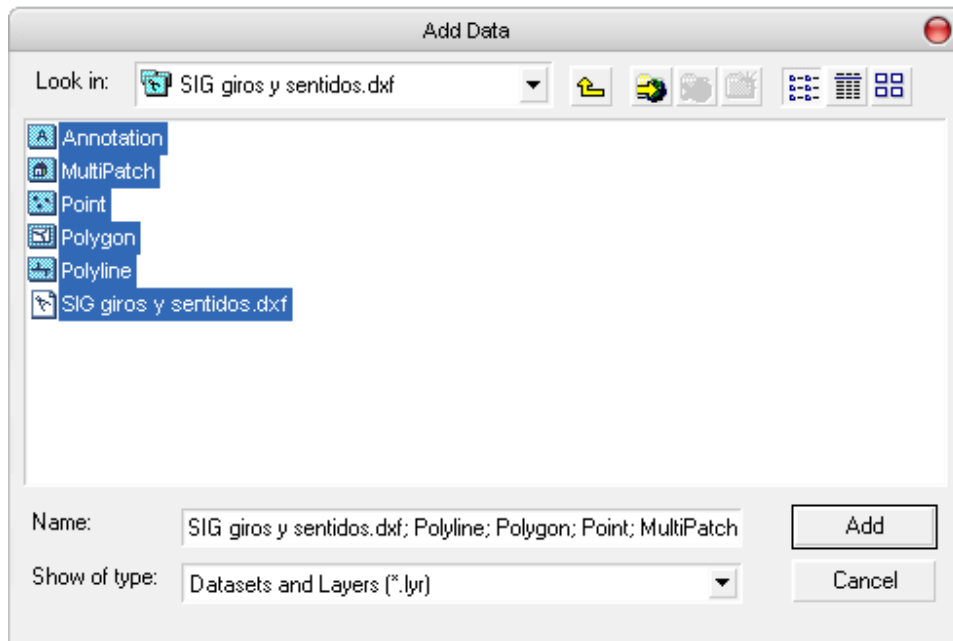 Add Data
Look in: SIG giros y sentidos.dxf
Annotation
MultiPatch
Point
Polygon
Polyline
SIG giros y sentidos.dxf
Name: SIG giros y sentidos.dxf; Polyline; Polygon; Point; MultiPatch Add
Show of type: Datasets and Layers (*.lyr) Cancel